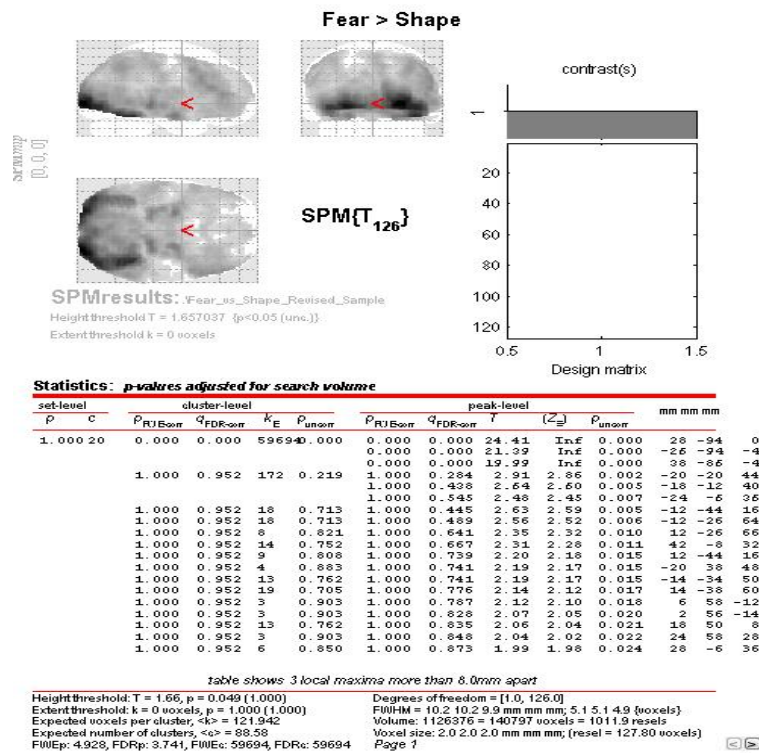 Fear > Shape
contrast(s)
1
<
<
[0, 0, 0]
20
40
60
80
100
120
0.5 1 1.5
Design matrix
<
SPM{T126}
SPMresults: .\Fear_vs_Shape_Revised_Sample
Height threshold T = 1.657037 {p<0.05 (unc.)}
Extent threshold k = 0 voxels
Statistics: p-values adjusted for search volume
set-level cluster-level peak-level mm mm mm
p c pFWE-corr qFDR-corr kE puncorr pFWE-corr qFDR-corr T (Z≡) puncorr
1.000 20 0.000 0.000 59694 0.000 0.000 0.000 24.41 Inf 0.000 28 -94 0
0.000 0.000 21.39 Inf 0.000 -26 -94 -4
0.000 0.000 19.99 Inf 0.000 38 -86 -4
1.000 0.952 172 0.219 1.000 0.284 2.91 2.86 0.002 -20 -20 44
1.000 0.438 2.64 2.60 0.005 -18 -12 40
1.000 0.545 2.48 2.45 0.007 -24 -6 36
1.000 0.952 18 0.713 1.000 0.445 2.63 2.59 0.005 -12 -44 16
1.000 0.952 18 0.713 1.000 0.489 2.56 2.52 0.006 -12 -26 64
1.000 0.952 8 0.821 1.000 0.641 2.35 2.32 0.010 12 -26 66
1.000 0.952 14 0.752 1.000 0.667 2.31 2.28 0.011 42 -8 32
1.000 0.952 9 0.808 1.000 0.739 2.20 2.18 0.015 12 -44 16
1.000 0.952 4 0.883 1.000 0.741 2.19 2.17 0.015 -20 38 48
1.000 0.952 13 0.762 1.000 0.741 2.19 2.17 0.015 -14 -34 50
1.000 0.952 19 0.705 1.000 0.776 2.14 2.12 0.017 14 -38 60
1.000 0.952 3 0.903 1.000 0.787 2.12 2.10 0.018 6 58 -12
1.000 0.952 3 0.903 1.000 0.828 2.07 2.05 0.020 2 56 -14
1.000 0.952 13 0.762 1.000 0.835 2.06 2.04 0.021 18 50 8
1.000 0.952 3 0.903 1.000 0.848 2.04 2.02 0.022 24 58 28
1.000 0.952 6 0.850 1.000 0.873 1.99 1.98 0.024 28 -6 36
table shows 3 local maxima more than 8.0mm apart
Height threshold: T = 1.66, p = 0.049 (1.000) Degrees of freedom = [1.0, 126.0]
Extent threshold: k = 0 voxels, p = 1.000 (1.000) FWHM = 10.2 10.2 9.9 mm mm mm; 5.1 5.1 4.9 {voxels}
Expected voxels per cluster, <k> = 121.942 Volume: 1126376 = 140797 voxels = 1011.9 resels
Expected number of clusters, <c> = 88.58 Voxel size: 2.0 2.0 2.0 mm mm mm; (resel = 127.80 voxels)
FWEp: 4.928, FDRp: 3.741, FWEc: 59694, FDRc: 59694 Page 1